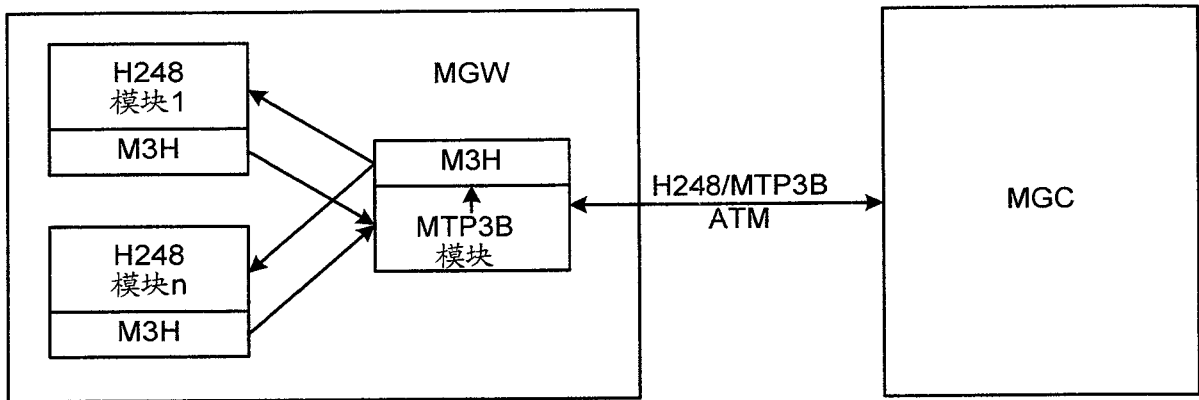 H248
模块1
M3H
H248
模块n
M3H
MGW
M3H
MTP3B
模块
H248/MTP3B
ATM
MGC